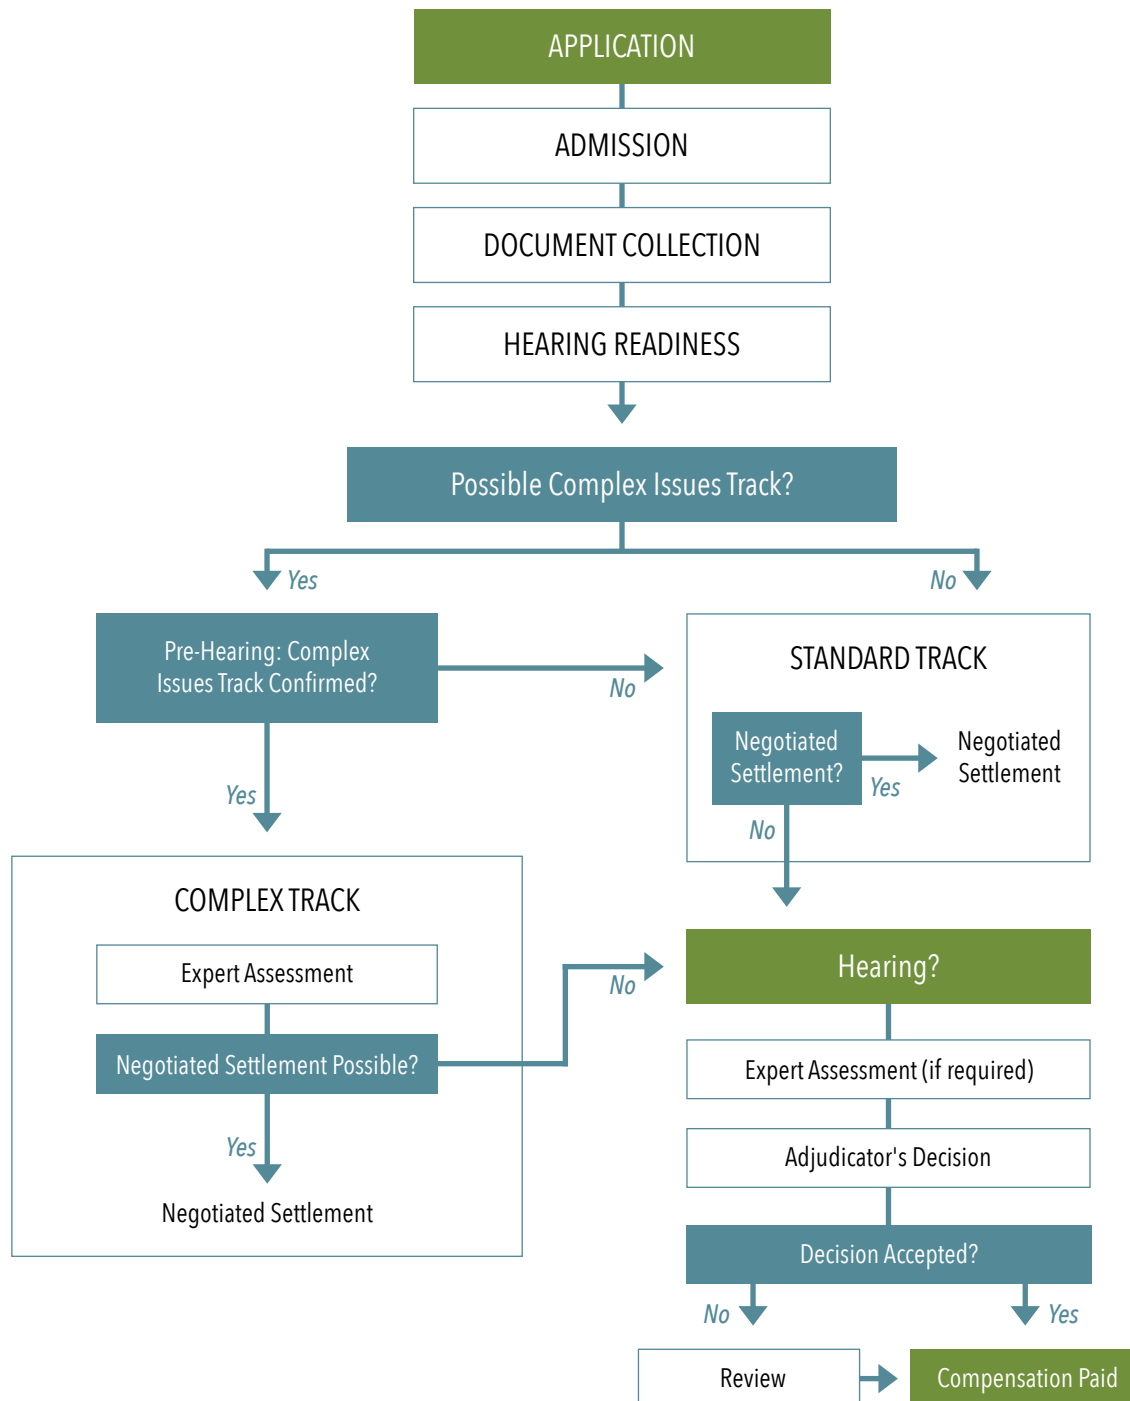 APPLICATION
ADMISSION
DOCUMENT COLLECTION
HEARING READINESS
Possible Complex Issues Track?
Yes
No
Pre-Hearing: Complex
Issues Track Confirmed?
No
Yes
STANDARD TRACK
Negotiated
Settlement?
Yes
Negotiated
Settlement
No
COMPLEX TRACK
Expert Assessment
Negotiated Settlement Possible?
No
Yes
Negotiated Settlement
Hearing?
Expert Assessment (if required)
Adjudicator's Decision
Decision Accepted?
No
Yes
Review
Compensation Paid